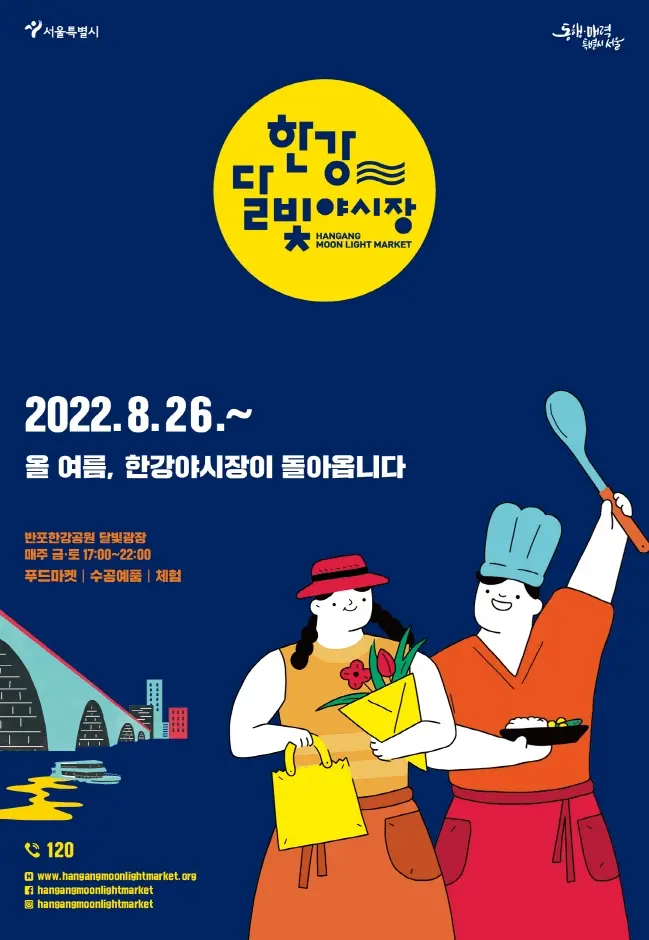 서울특별시
동행·매력
특별시 서울
한강
달빛야시장
HANGANG
MOON LIGHT MARKET
2022. 8. 26.~
올 여름, 한강야시장이 돌아옵니다
반포한강공원 달빛광장
매주 금·토 17:00~22:00
푸드마켓 | 수공예품 | 체험
120
www.hangangmoonlightmarket.org
hangangmoonlightmarket
hangangmoonlightmarket